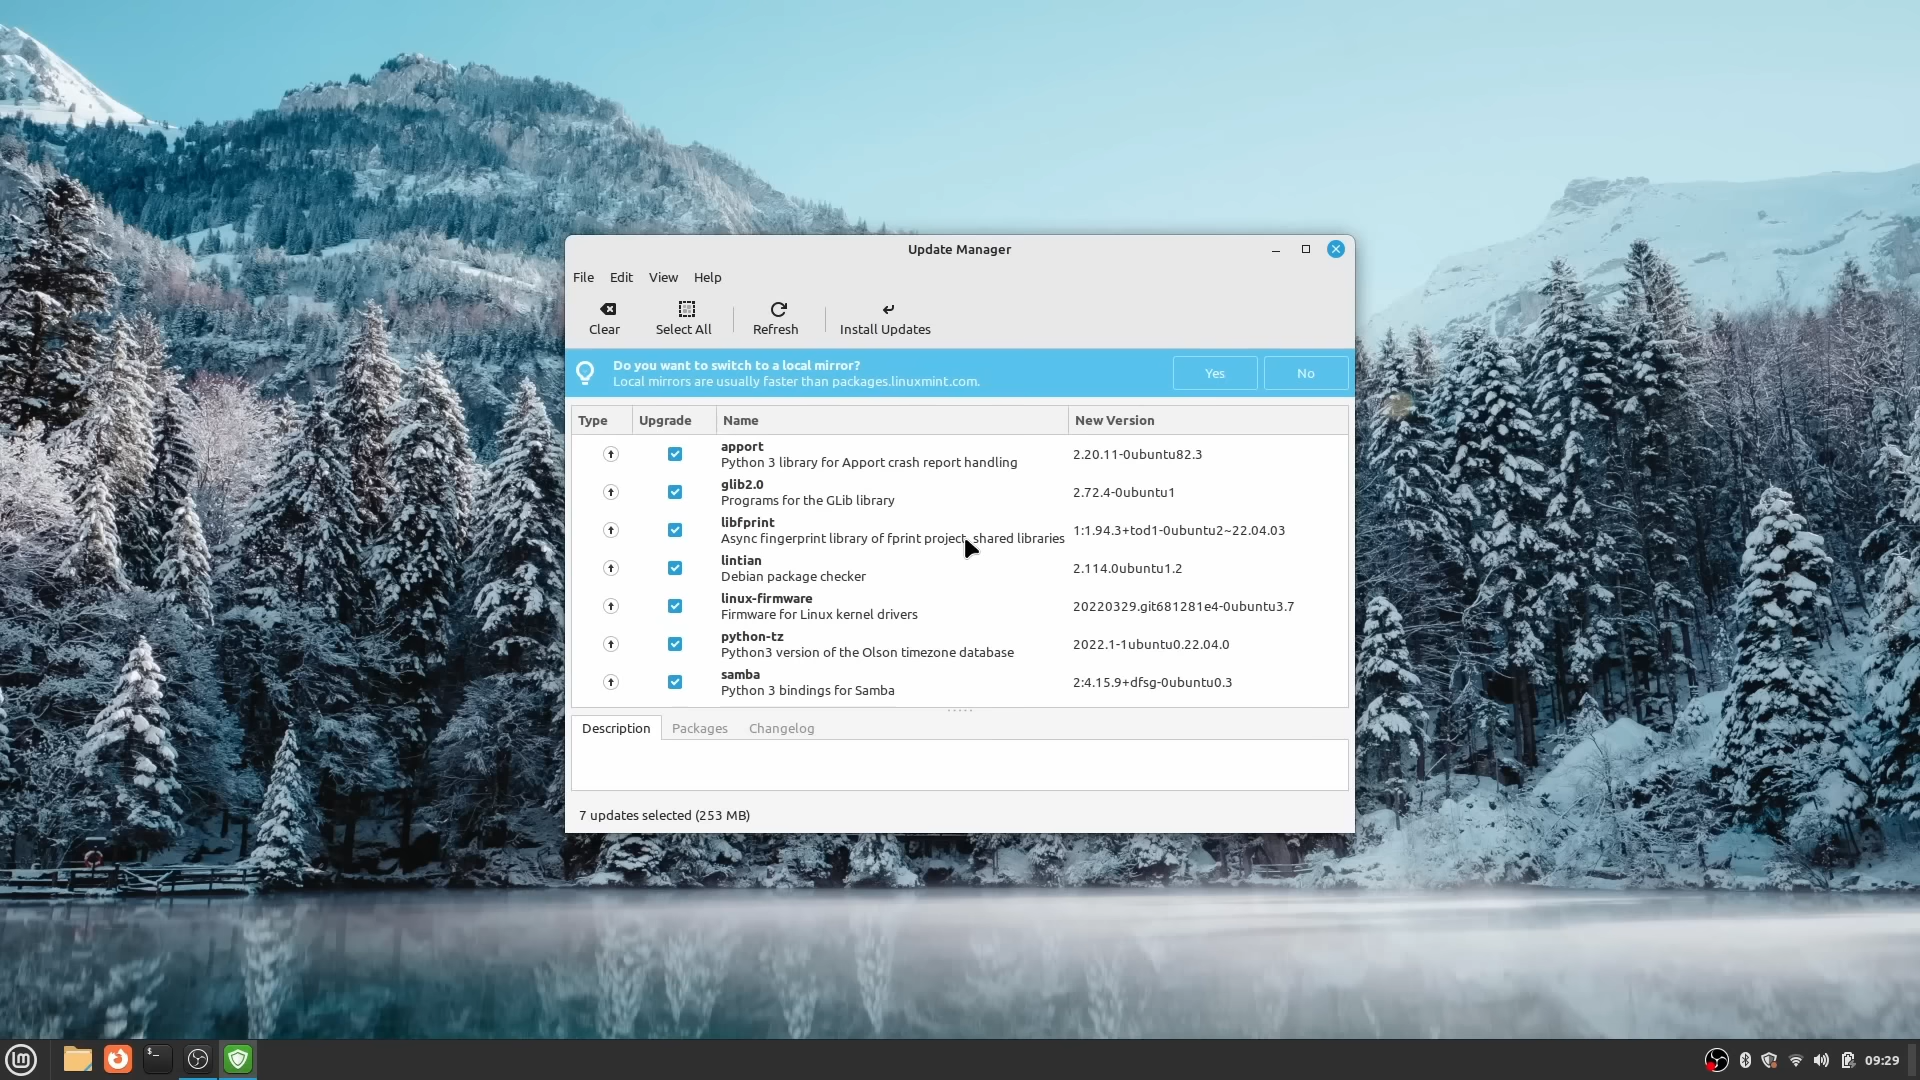 Update Manager
File Edit View Help
Clear Select All Refresh Install Updates
Do you want to switch to a local mirror?
Local mirrors are usually faster than packages.linuxmint.com.
Yes No
Type Upgrade Name New Version
apport
Python 3 library for Apport crash report handling 2.20.11-0ubuntu82.3
glib2.0
Programs for the GLib library 2.72.4-0ubuntu1
libfprint
Async fingerprint library of fprint project, shared libraries 1:1.94.3+tod1-0ubuntu2~22.04.03
lintian
Debian package checker 2.114.0ubuntu1.2
linux-firmware
Firmware for Linux kernel drivers 20220329.git681281e4-0ubuntu3.7
python-tz
Python3 version of the Olson timezone database 2022.1-1ubuntu0.22.04.0
samba
Python 3 bindings for Samba 2:4.15.9+dfsg-0ubuntu0.3
Description Packages Changelog
7 updates selected (253 MB)
09:29